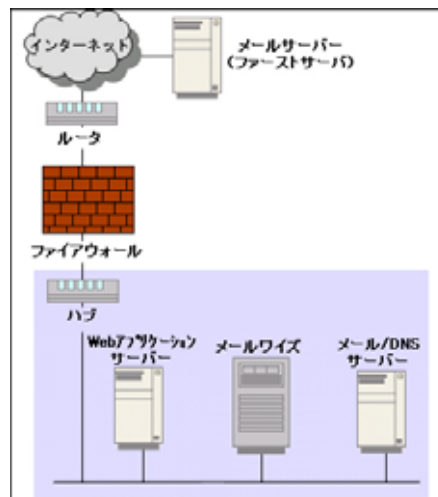 インターネット
メールサーバー
(ファーストサーバ)
ルータ
ファイアウォール
ハブ
Webアプリケーション
サーバー
メールワイズ
メール/DNS
サーバー